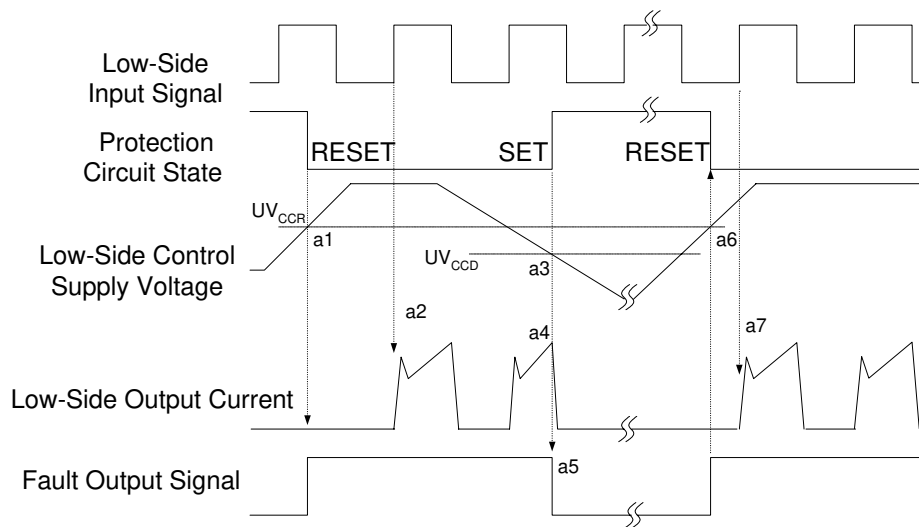 Low-Side
Input Signal
Protection
Circuit State
RESET
SET
RESET
UVCCR
a1
a6
Low-Side Control
Supply Voltage
UVCCD
a3
a2
a4
a7
Low-Side Output Current
a5
Fault Output Signal